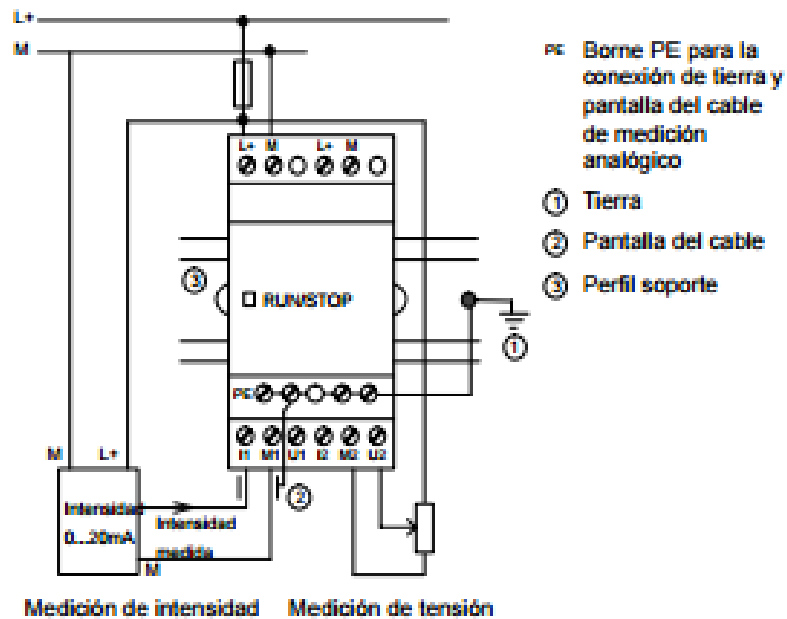 L+
M
PE Borne PE para la
conexión de tierra y
pantalla del cable
de medición
analógico
① Tierra
② Pantalla del cable
③ Perfil soporte
L+ M L+ M
③
RUN/STOP
①
PE
I1 M1 U1 I2 M2 U2
M L+
②
Intensidad
0...20mA
Intensidad
medida
M
Medición de intensidad Medición de tensión